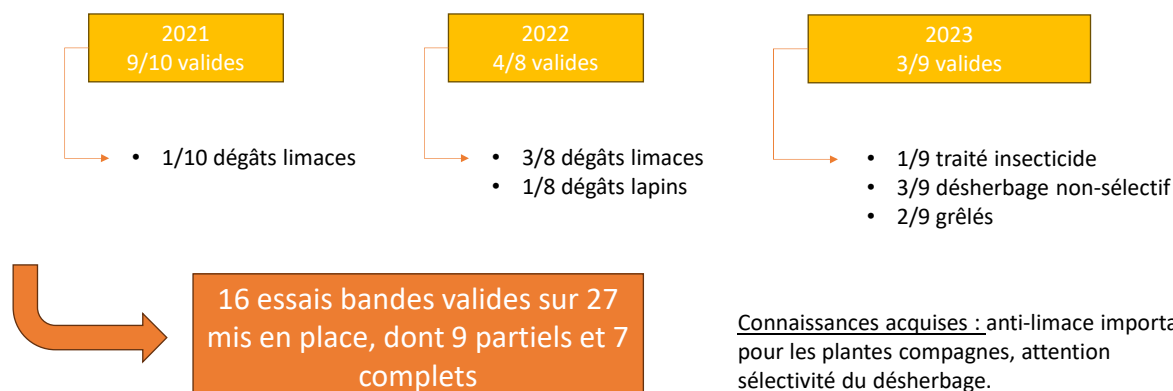 2021
9/10 valides
2022
4/8 valides
2023
3/9 valides
• 1/10 dégâts limaces
• 3/8 dégâts limaces
• 1/8 dégâts lapins
• 1/9 traité insecticide
• 3/9 désherbage non-sélectif
• 2/9 grêlés
16 essais bandes valides sur 27
mis en place, dont 9 partiels et 7
complets
Connaissances acquises : anti-limace importa
pour les plantes compagnes, attention
sélectivité du désherbage.